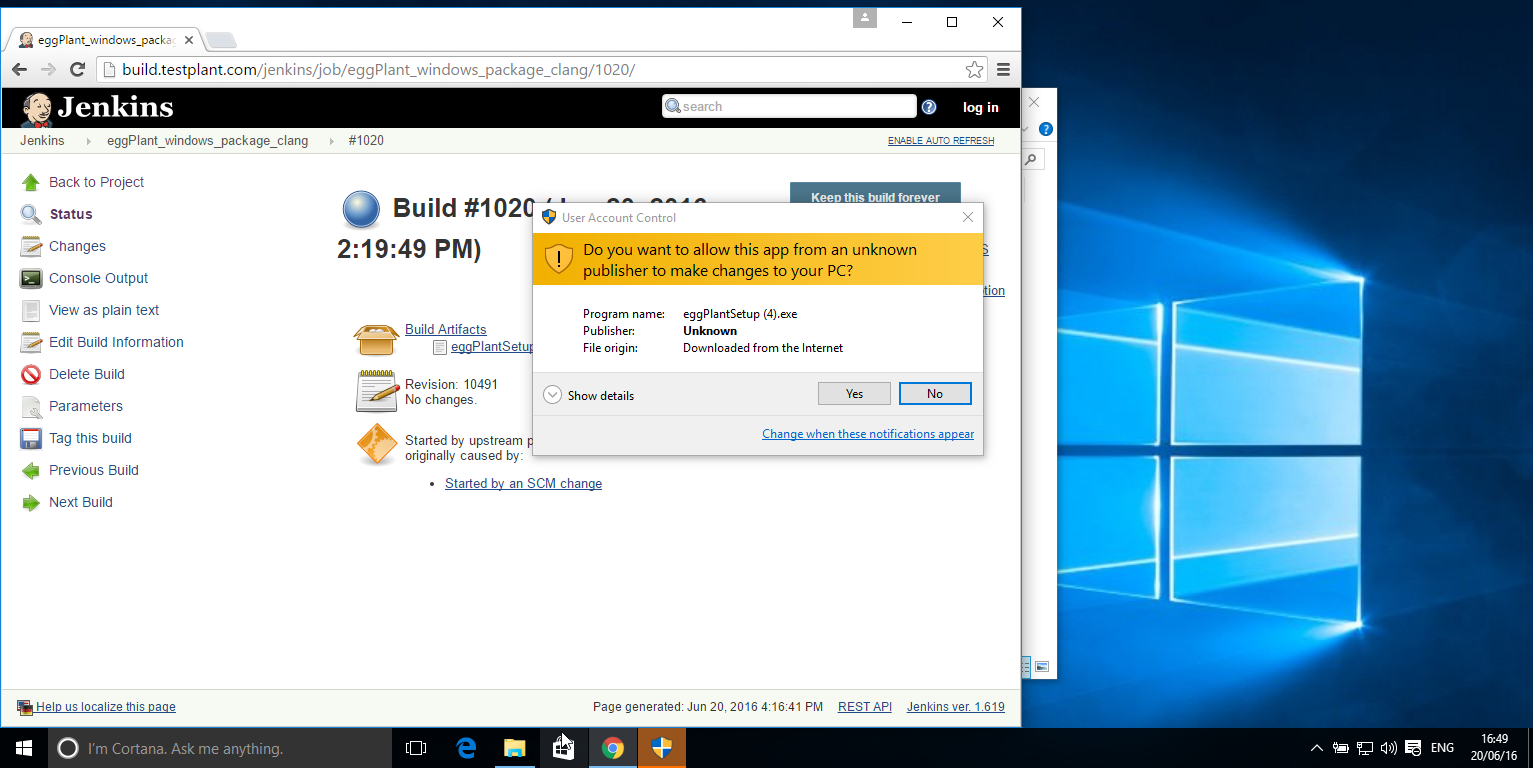 eggPlant_windows_packag
build.testplant.com/jenkins/job/eggPlant_windows_package_clang/1020/
Jenkins
search
log in
Jenkins
eggPlant_windows_package_clang
#1020
ENABLE AUTO REFRESH
Back to Project
Status
Changes
Console Output
View as plain text
Edit Build Information
Delete Build
Parameters
Tag this build
Previous Build
Next Build
Build #1020
2:19:49 PM)
Keep this build forever
Build Artifacts
eggPlantSetup
Revision: 10491
No changes.
Started by upstream p
originally caused by:
Started by an SCM change
User Account Control
Do you want to allow this app from an unknown
publisher to make changes to your PC?
Program name: eggPlantSetup (4).exe
Publisher: Unknown
File origin: Downloaded from the Internet
Show details
Yes
No
Change when these notifications appear
Help us localize this page
Page generated: Jun 20, 2016 4:16:41 PM
REST API
Jenkins ver. 1.619
I'm Cortana. Ask me anything.
ENG
16:49
20/06/16